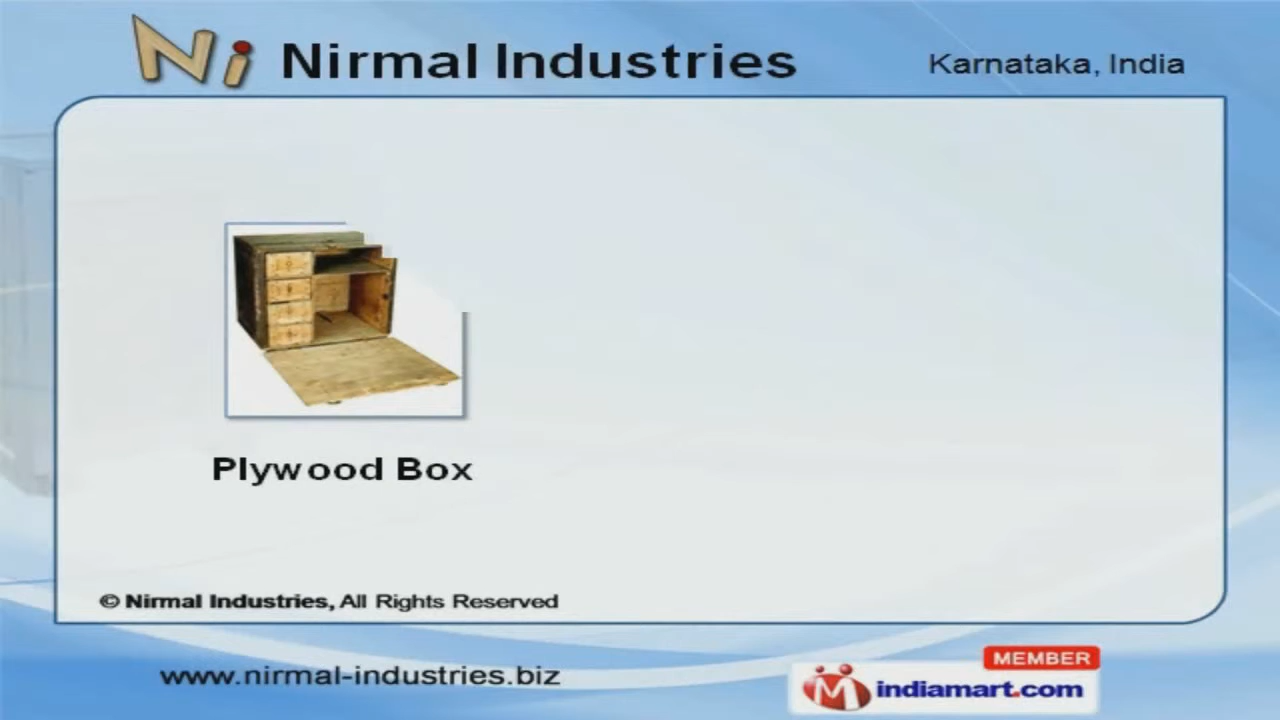 Ni Nirmal Industries
Karnataka, India
Plywood Box
© Nirmal Industries, All Rights Reserved
www.nirmal-industries.biz
MEMBER
indiamart.com